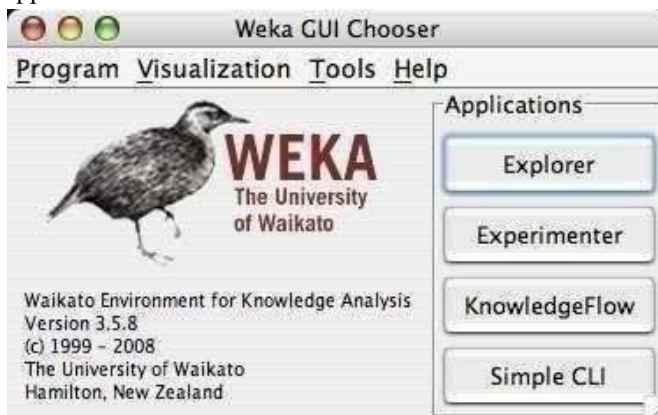 Weka GUI Chooser
Program Visualization Tools Help
WEKA
The University
of Waikato
Waikato Environment for Knowledge Analysis
Version 3.5.8
(c) 1999 - 2008
The University of Waikato
Hamilton, New Zealand
Applications
Explorer
Experimenter
KnowledgeFlow
Simple CLI